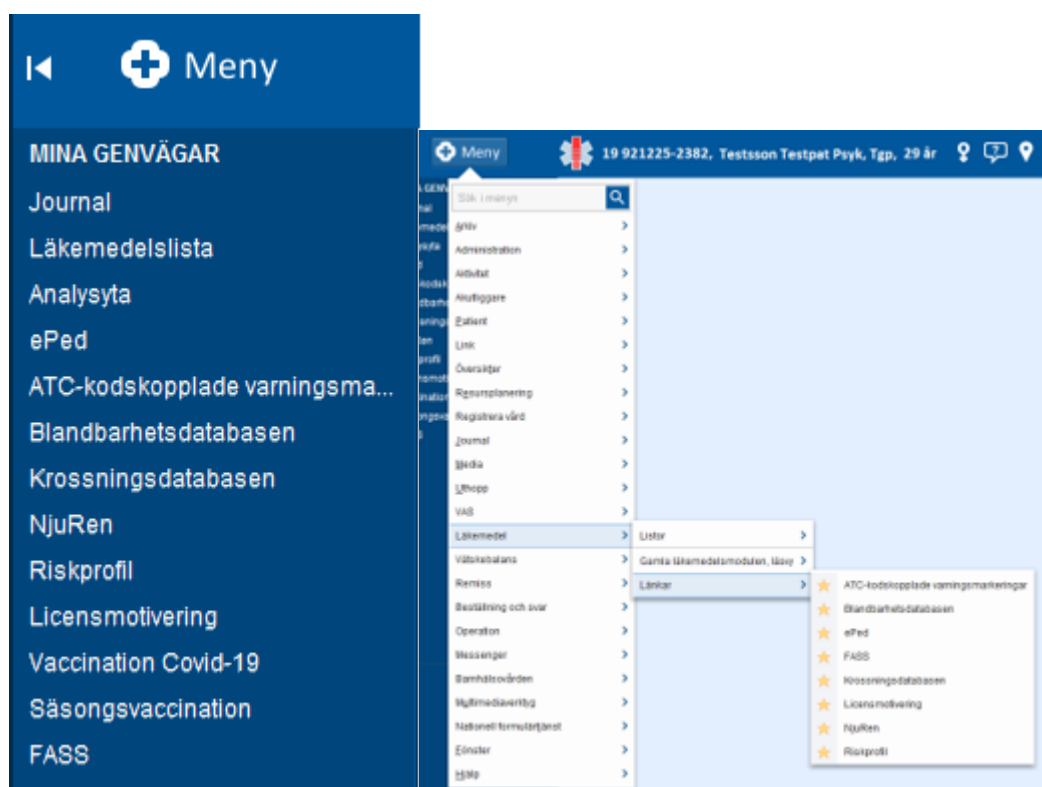 Meny
MINA GENVÄGAR
Journal
Läkemedelslista
Analysyta
ePed
ATC-kodskopplade varningsma...
Blandbarhetsdatabasen
Krossningsdatabasen
NjuRen
Riskprofil
Licensmotivering
Vaccination Covid-19
Säsongsvaccination
FASS
Meny
19 921225-2382, Testsson Testpat Psyk, Tgp, 29 år
Sök i menyn
Arkiv
Administration
Aktivitet
Akutliggare
Patient
Link
Översikter
Resursplanering
Registrera vård
Journal
Media
Uthopp
VAS
Läkemedel
Vätskebalans
Remiss
Beställning och svar
Operation
Messenger
Barnhälsovården
Multimediaverktyg
Nationell formulärtjänst
Fönster
Hjälp
Listor
Gamla läkemedelsmodulen, läsvy
Länkar
ATC-kodskopplade varningsmarkeringar
Blandbarhetsdatabasen
ePed
FASS
Krossningsdatabasen
Licensmotivering
NjuRen
Riskprofil